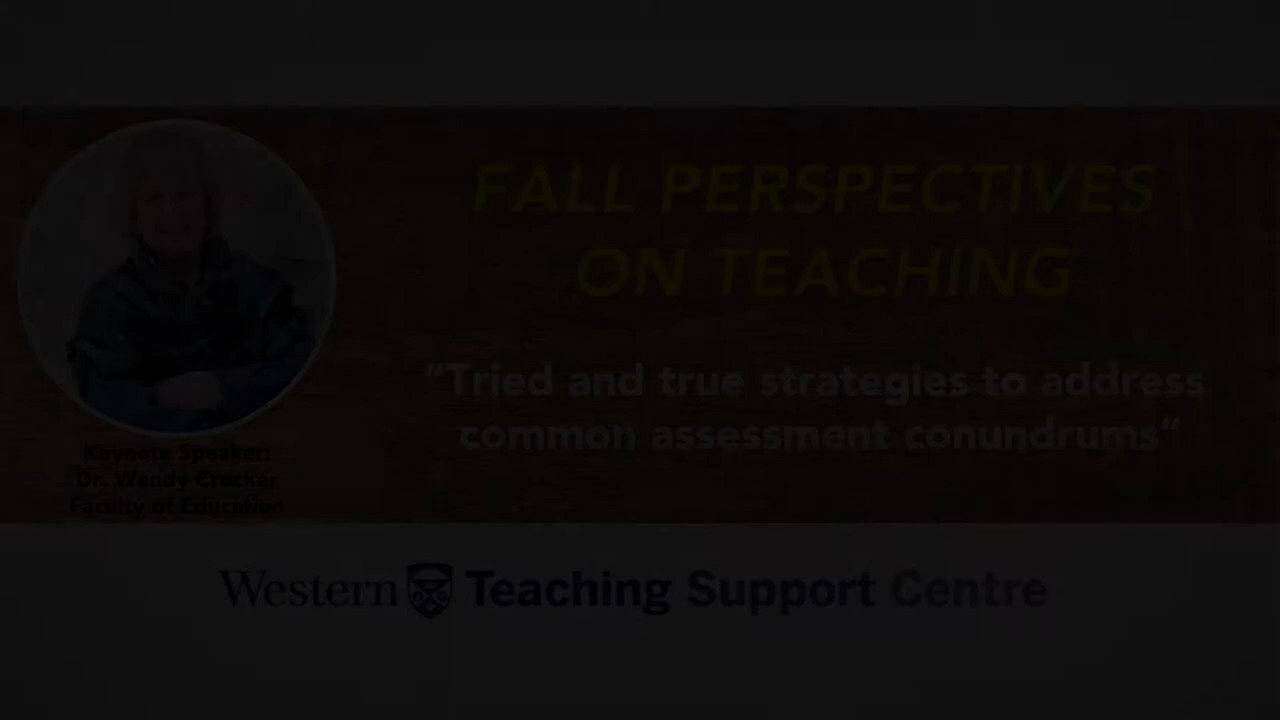 FALL PERSPECTIVES
ON TEACHING
“Tried and true strategies to address
common assessment conundrums”
Keynote Speaker:
Dr. Wendy Crocker
Faculty of Education
Western Teaching Support Centre